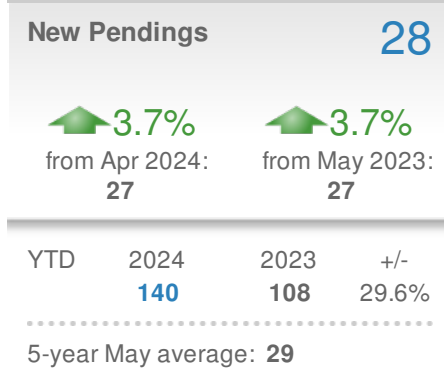 New Pendings 28
3.7% 3.7%
from Apr 2024: from May 2023:
27 27
YTD 2024 2023 +/-
140 108 29.6%
5-year May average: 29